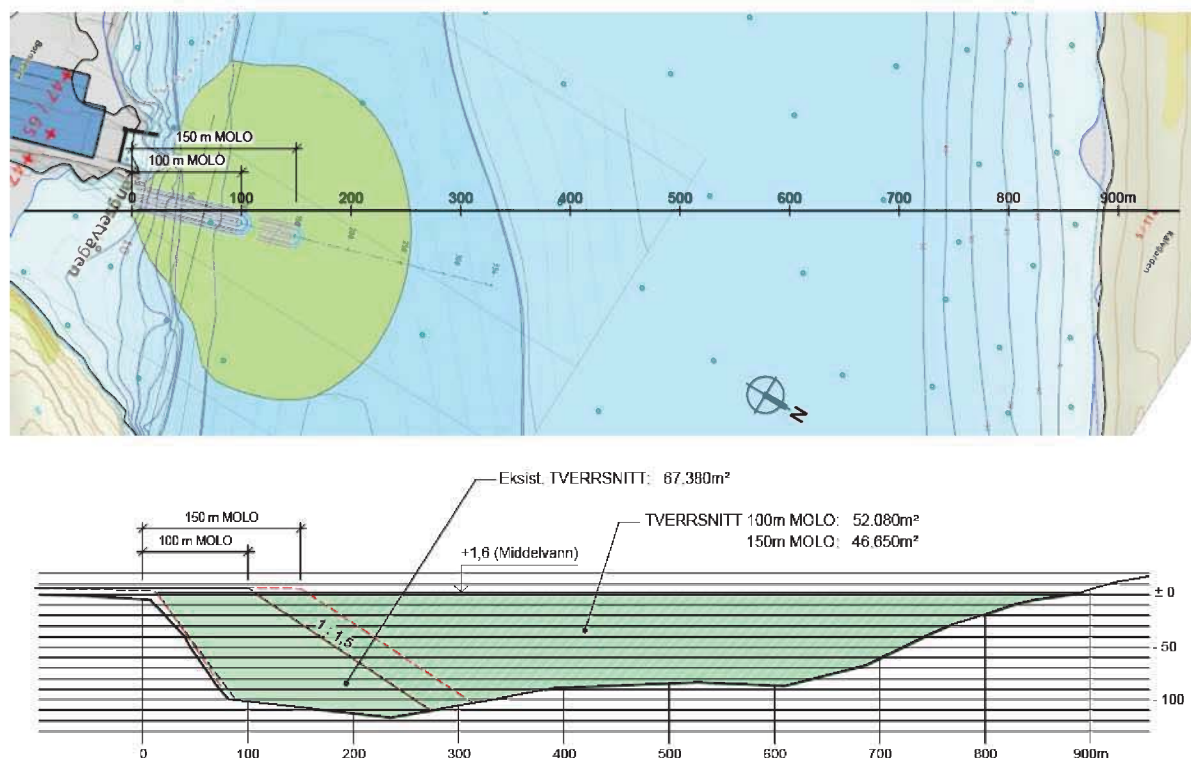 150 m MOLO
100 m MOLO
0 100 200 300 400 500 600 700 800 900m
Kalvgarden
N
Eksist. TVERRSNITT: 67.380m²
150 m MOLO
TVERRSNITT 100m MOLO: 52.080m²
100 m MOLO
150m MOLO: 46,650m²
+1,6 (Middelvann)
± 0
1 : 1,5
- 50
- 100
0 100 200 300 400 500 600 700 800 900m